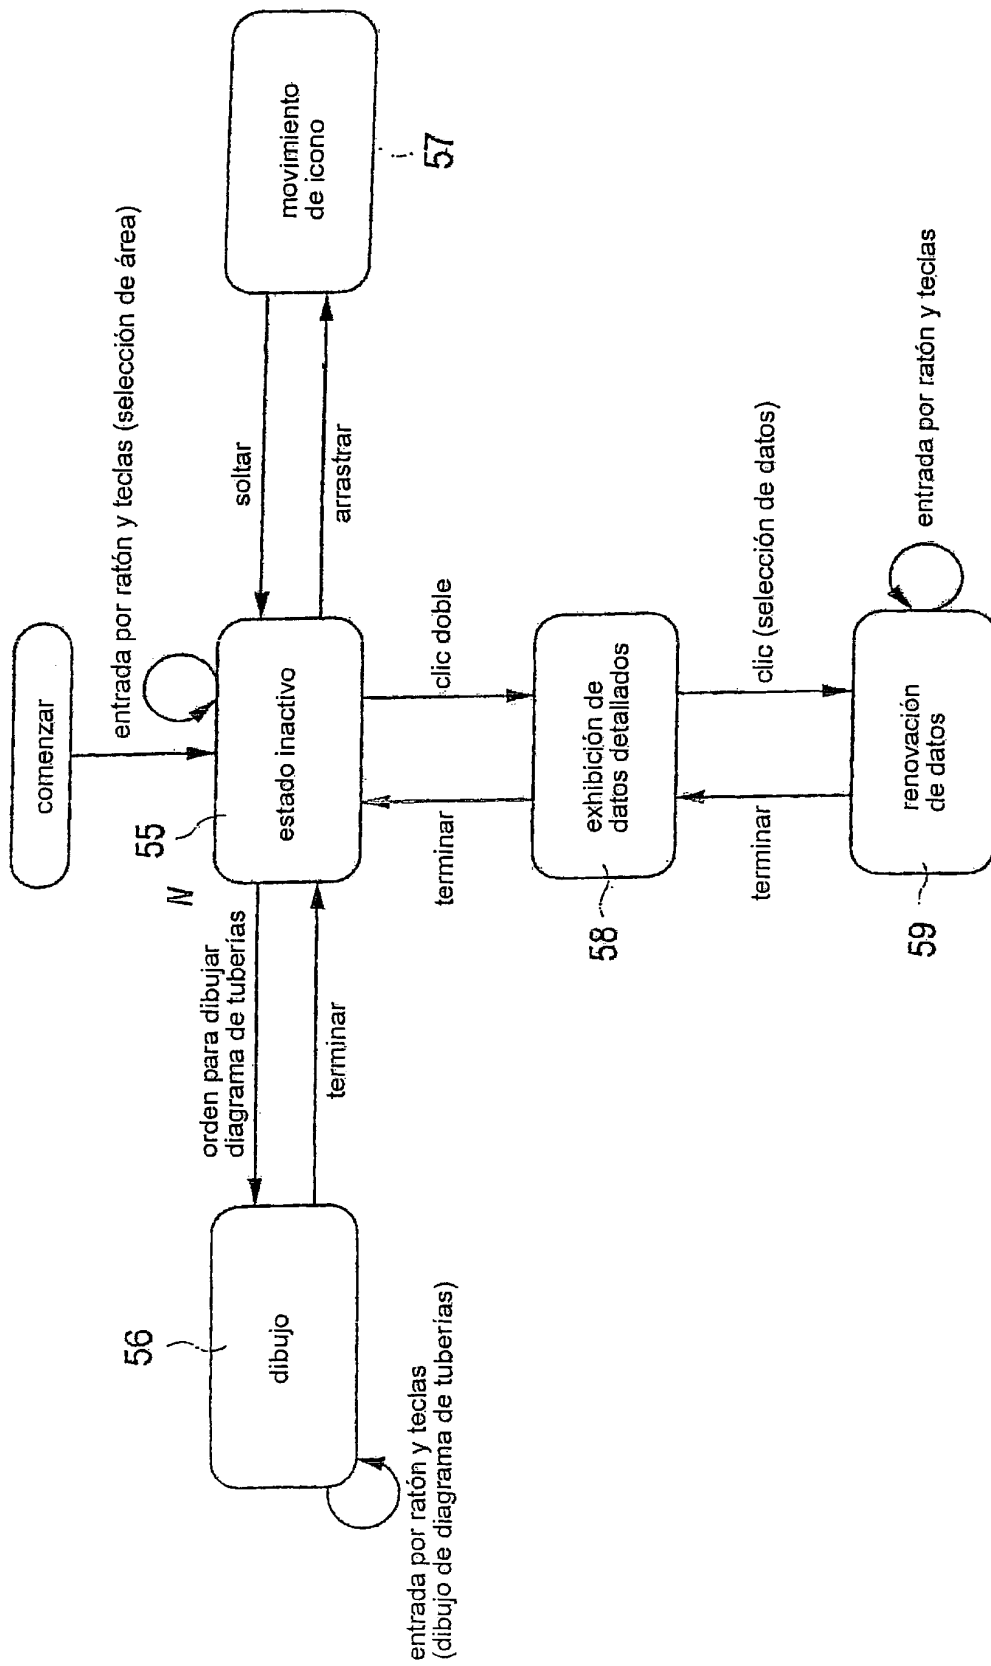 comenzar
entrada por ratón y teclas (selección de área)
55
IV
estado inactivo
orden para dibujar
diagrama de tuberías
terminar
56
dibujo
entrada por ratón y teclas
(dibujo de diagrama de tuberías)
soltar
arrastrar
movimiento
de icono
57
terminar
clic doble
exhibición de
datos detallados
58
terminar
clic (selección de datos)
renovación
de datos
59
entrada por ratón y teclas